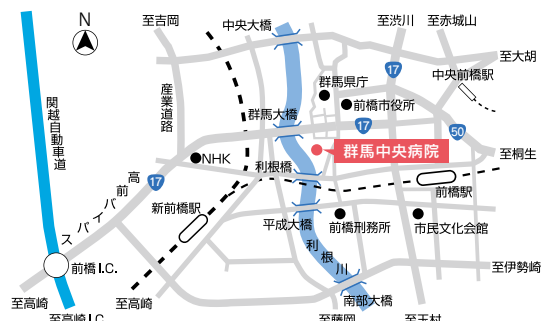 N
至吉岡
中央大橋
至渋川
至赤城山
至大胡
17
中央前橋駅
群馬県庁
前橋市役所
産業道路
関越自動車道
群馬大橋
17
50
NHK
利根橋
群馬中央病院
至桐生
高前バイパス
17
新前橋駅
前橋駅
平成大橋
前橋刑務所
市民文化会館
利根川
前橋I.C.
至伊勢崎
至高崎
至高崎
南部大橋
至高崎I.C.
至藤岡
至玉村